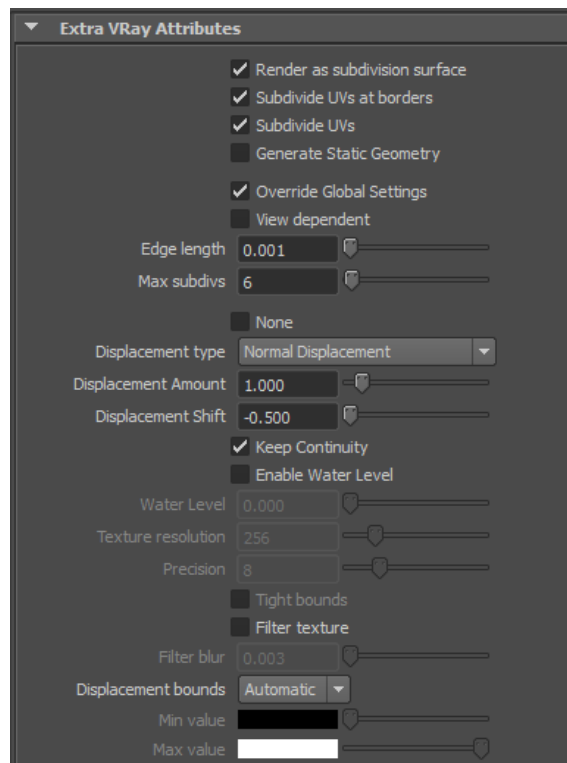 Extra VRay Attributes
Render as subdivision surface
Subdivide UVs at borders
Subdivide UVs
Generate Static Geometry
Override Global Settings
View dependent
Edge length 0.001
Max subdivs 6
None
Displacement type Normal Displacement
Displacement Amount 1.000
Displacement Shift -0.500
Keep Continuity
Enable Water Level
Water Level 0.000
Texture resolution 256
Precision 8
Tight bounds
Filter texture
Filter blur 0.003
Displacement bounds Automatic
Min value
Max value